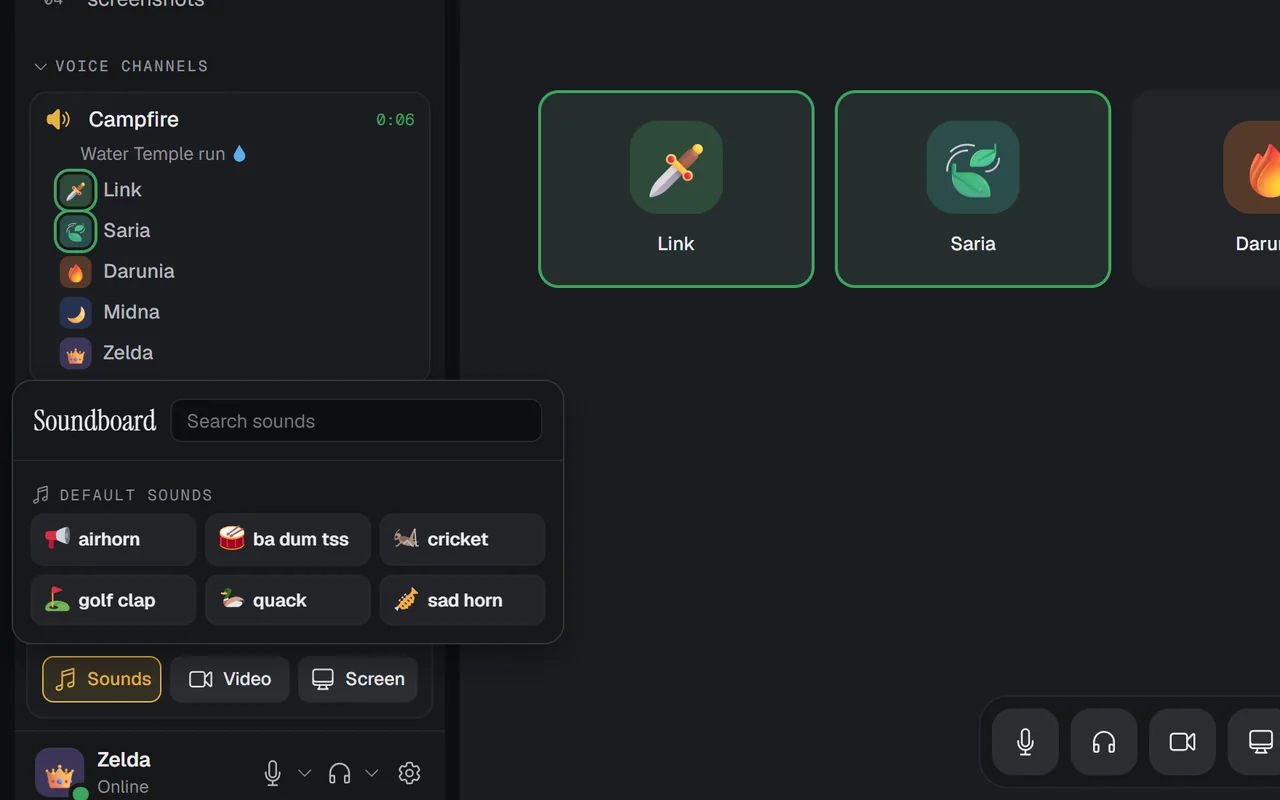 04 screenshots
VOICE CHANNELS
Campfire 0:06
Water Temple run
Link
Saria
Darunia
Midna
Zelda
Soundboard Search sounds
DEFAULT SOUNDS
airhorn ba dum tss cricket
golf clap quack sad horn
Sounds Video Screen
Zelda
Online
Link Saria